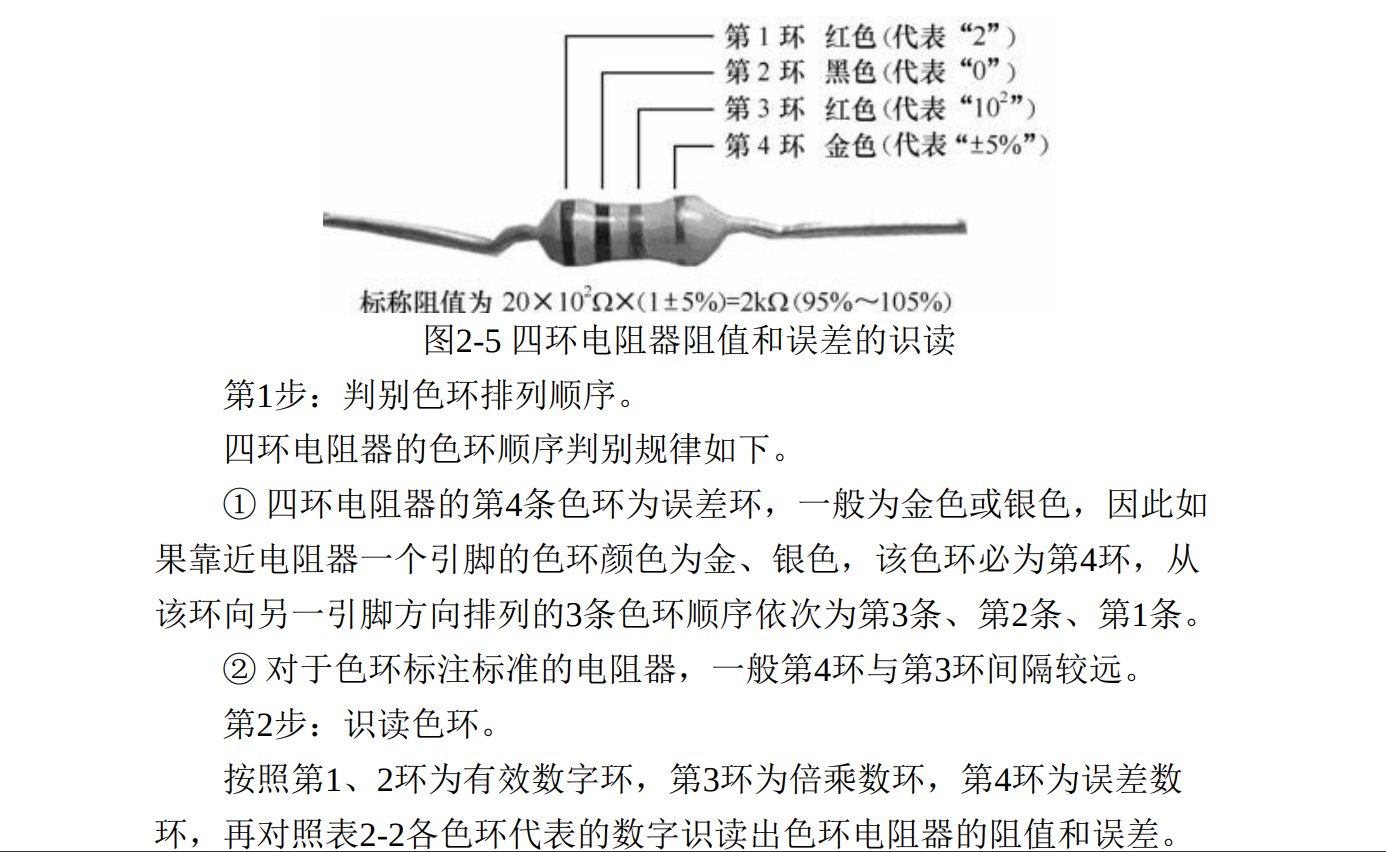 第1环 红色(代表“2”)
第2环 黑色(代表“0”)
第3环 红色(代表“10²”)
第4环 金色(代表“±5%”)
标称阻值为 20×10²Ω×(1±5%)=2kΩ(95%～105%)
图2-5 四环电阻器阻值和误差的识读
第1步：判别色环排列顺序。
四环电阻器的色环顺序判别规律如下。
① 四环电阻器的第4条色环为误差环，一般为金色或银色，因此如
果靠近电阻器一个引脚的色环颜色为金、银色，该色环必为第4环，从
该环向另一引脚方向排列的3条色环顺序依次为第3条、第2条、第1条。
② 对于色环标注标准的电阻器，一般第4环与第3环间隔较远。
第2步：识读色环。
按照第1、2环为有效数字环，第3环为倍乘数环，第4环为误差数
环，再对照表2-2各色环代表的数字识读出色环电阻器的阻值和误差。